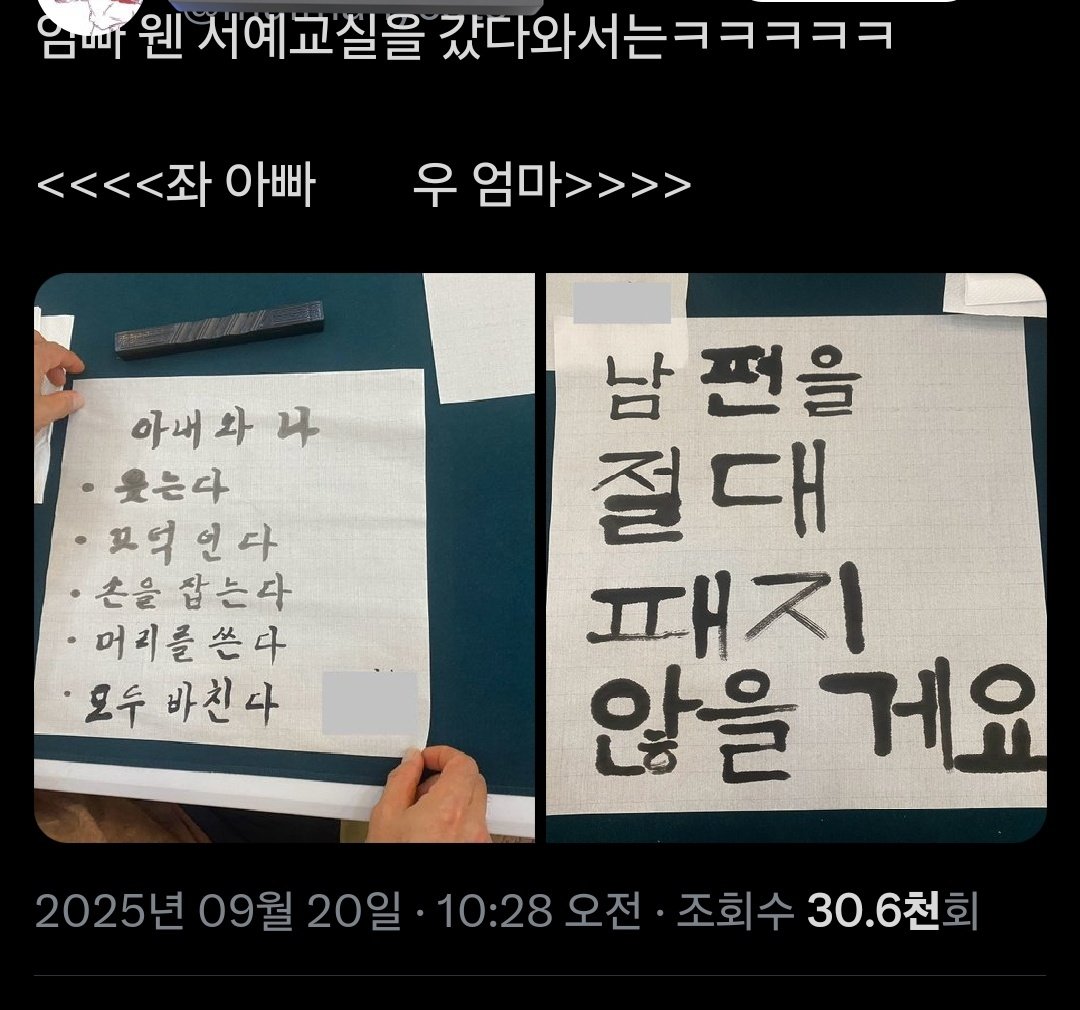 엄빠 웬 서예교실을 갔다와서는ㅋㅋㅋㅋㅋ
<<<<좌 아빠 우 엄마>>>>
아내와 나
• 웃는다
• 끄덕인다
• 손을 잡는다
• 머리를 쓴다
• 모두 바친다
남편을
절대
패지
않을게요
2025년 09월 20일 · 10:28 오전 · 조회수 30.6천회